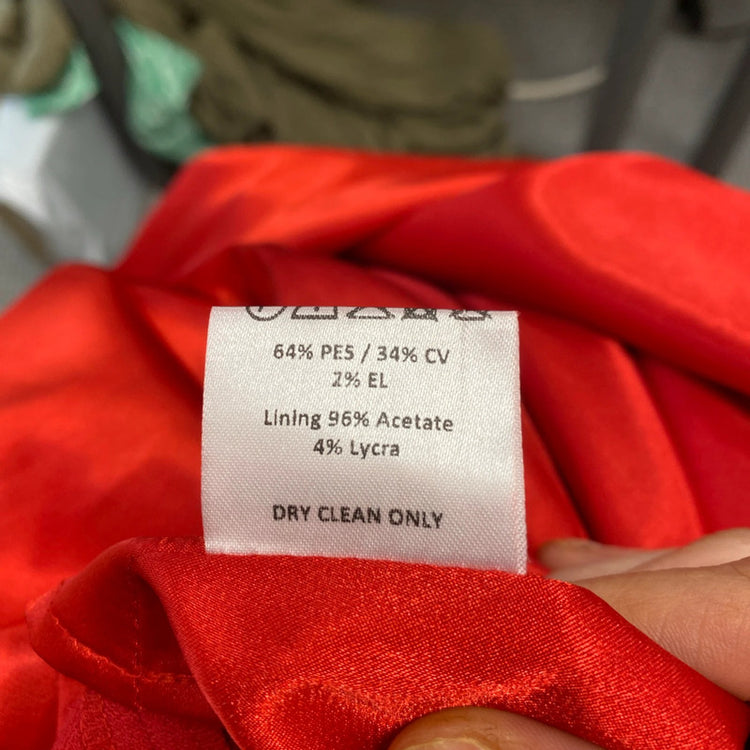 64% PES / 34% CV
2% EL
Lining 96% Acetate
4% Lycra
DRY CLEAN ONLY